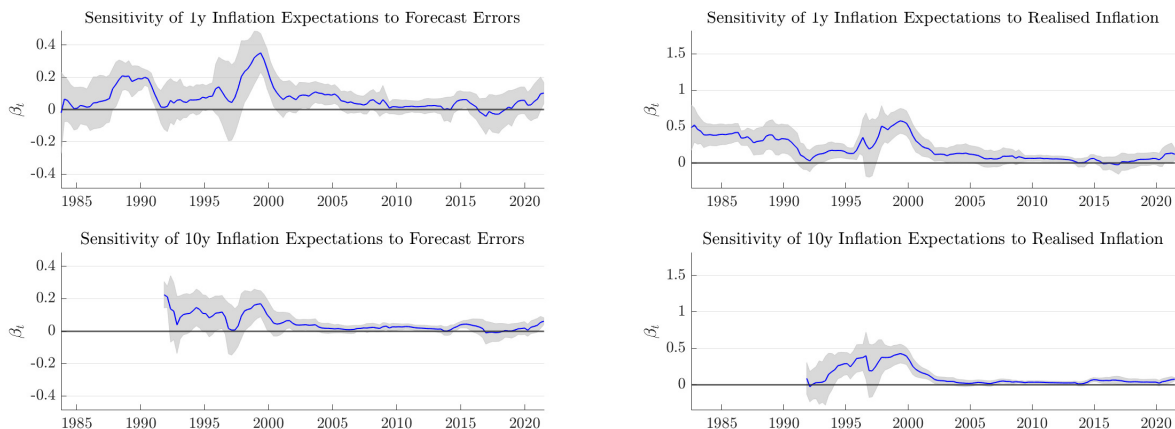 Sensitivity of 1y Inflation Expectations to Forecast Errors
0.4
0.2
0
-0.2
-0.4
βt
1985 1990 1995 2000 2005 2010 2015 2020
Sensitivity of 1y Inflation Expectations to Realised Inflation
1.5
1
0.5
0
βt
1985 1990 1995 2000 2005 2010 2015 2020
Sensitivity of 10y Inflation Expectations to Forecast Errors
0.4
0.2
0
-0.2
-0.4
βt
1985 1990 1995 2000 2005 2010 2015 2020
Sensitivity of 10y Inflation Expectations to Realised Inflation
1.5
1
0.5
0
βt
1985 1990 1995 2000 2005 2010 2015 2020